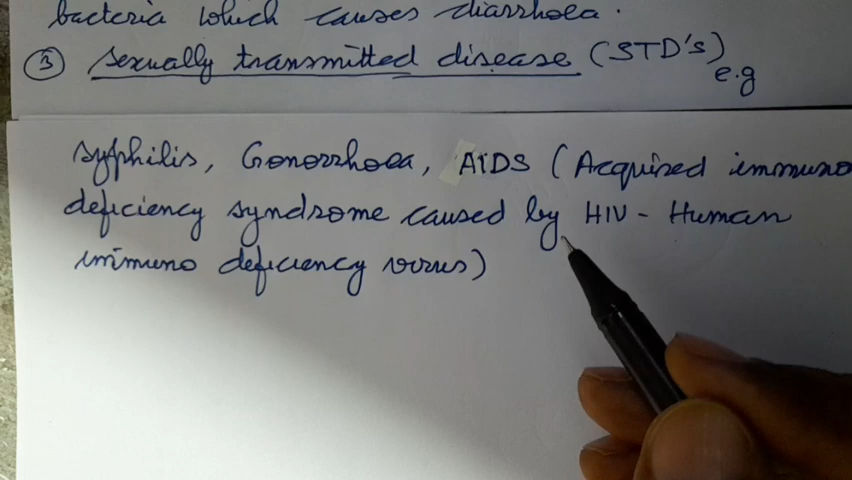 bacteria which causes diarrhoea.
③ Sexually transmitted disease (STD's) e.g
Syphilis, Gonorrhoea, AIDS (Acquired immuno
deficiency syndrome caused by HIV - Human
immuno deficiency virus)